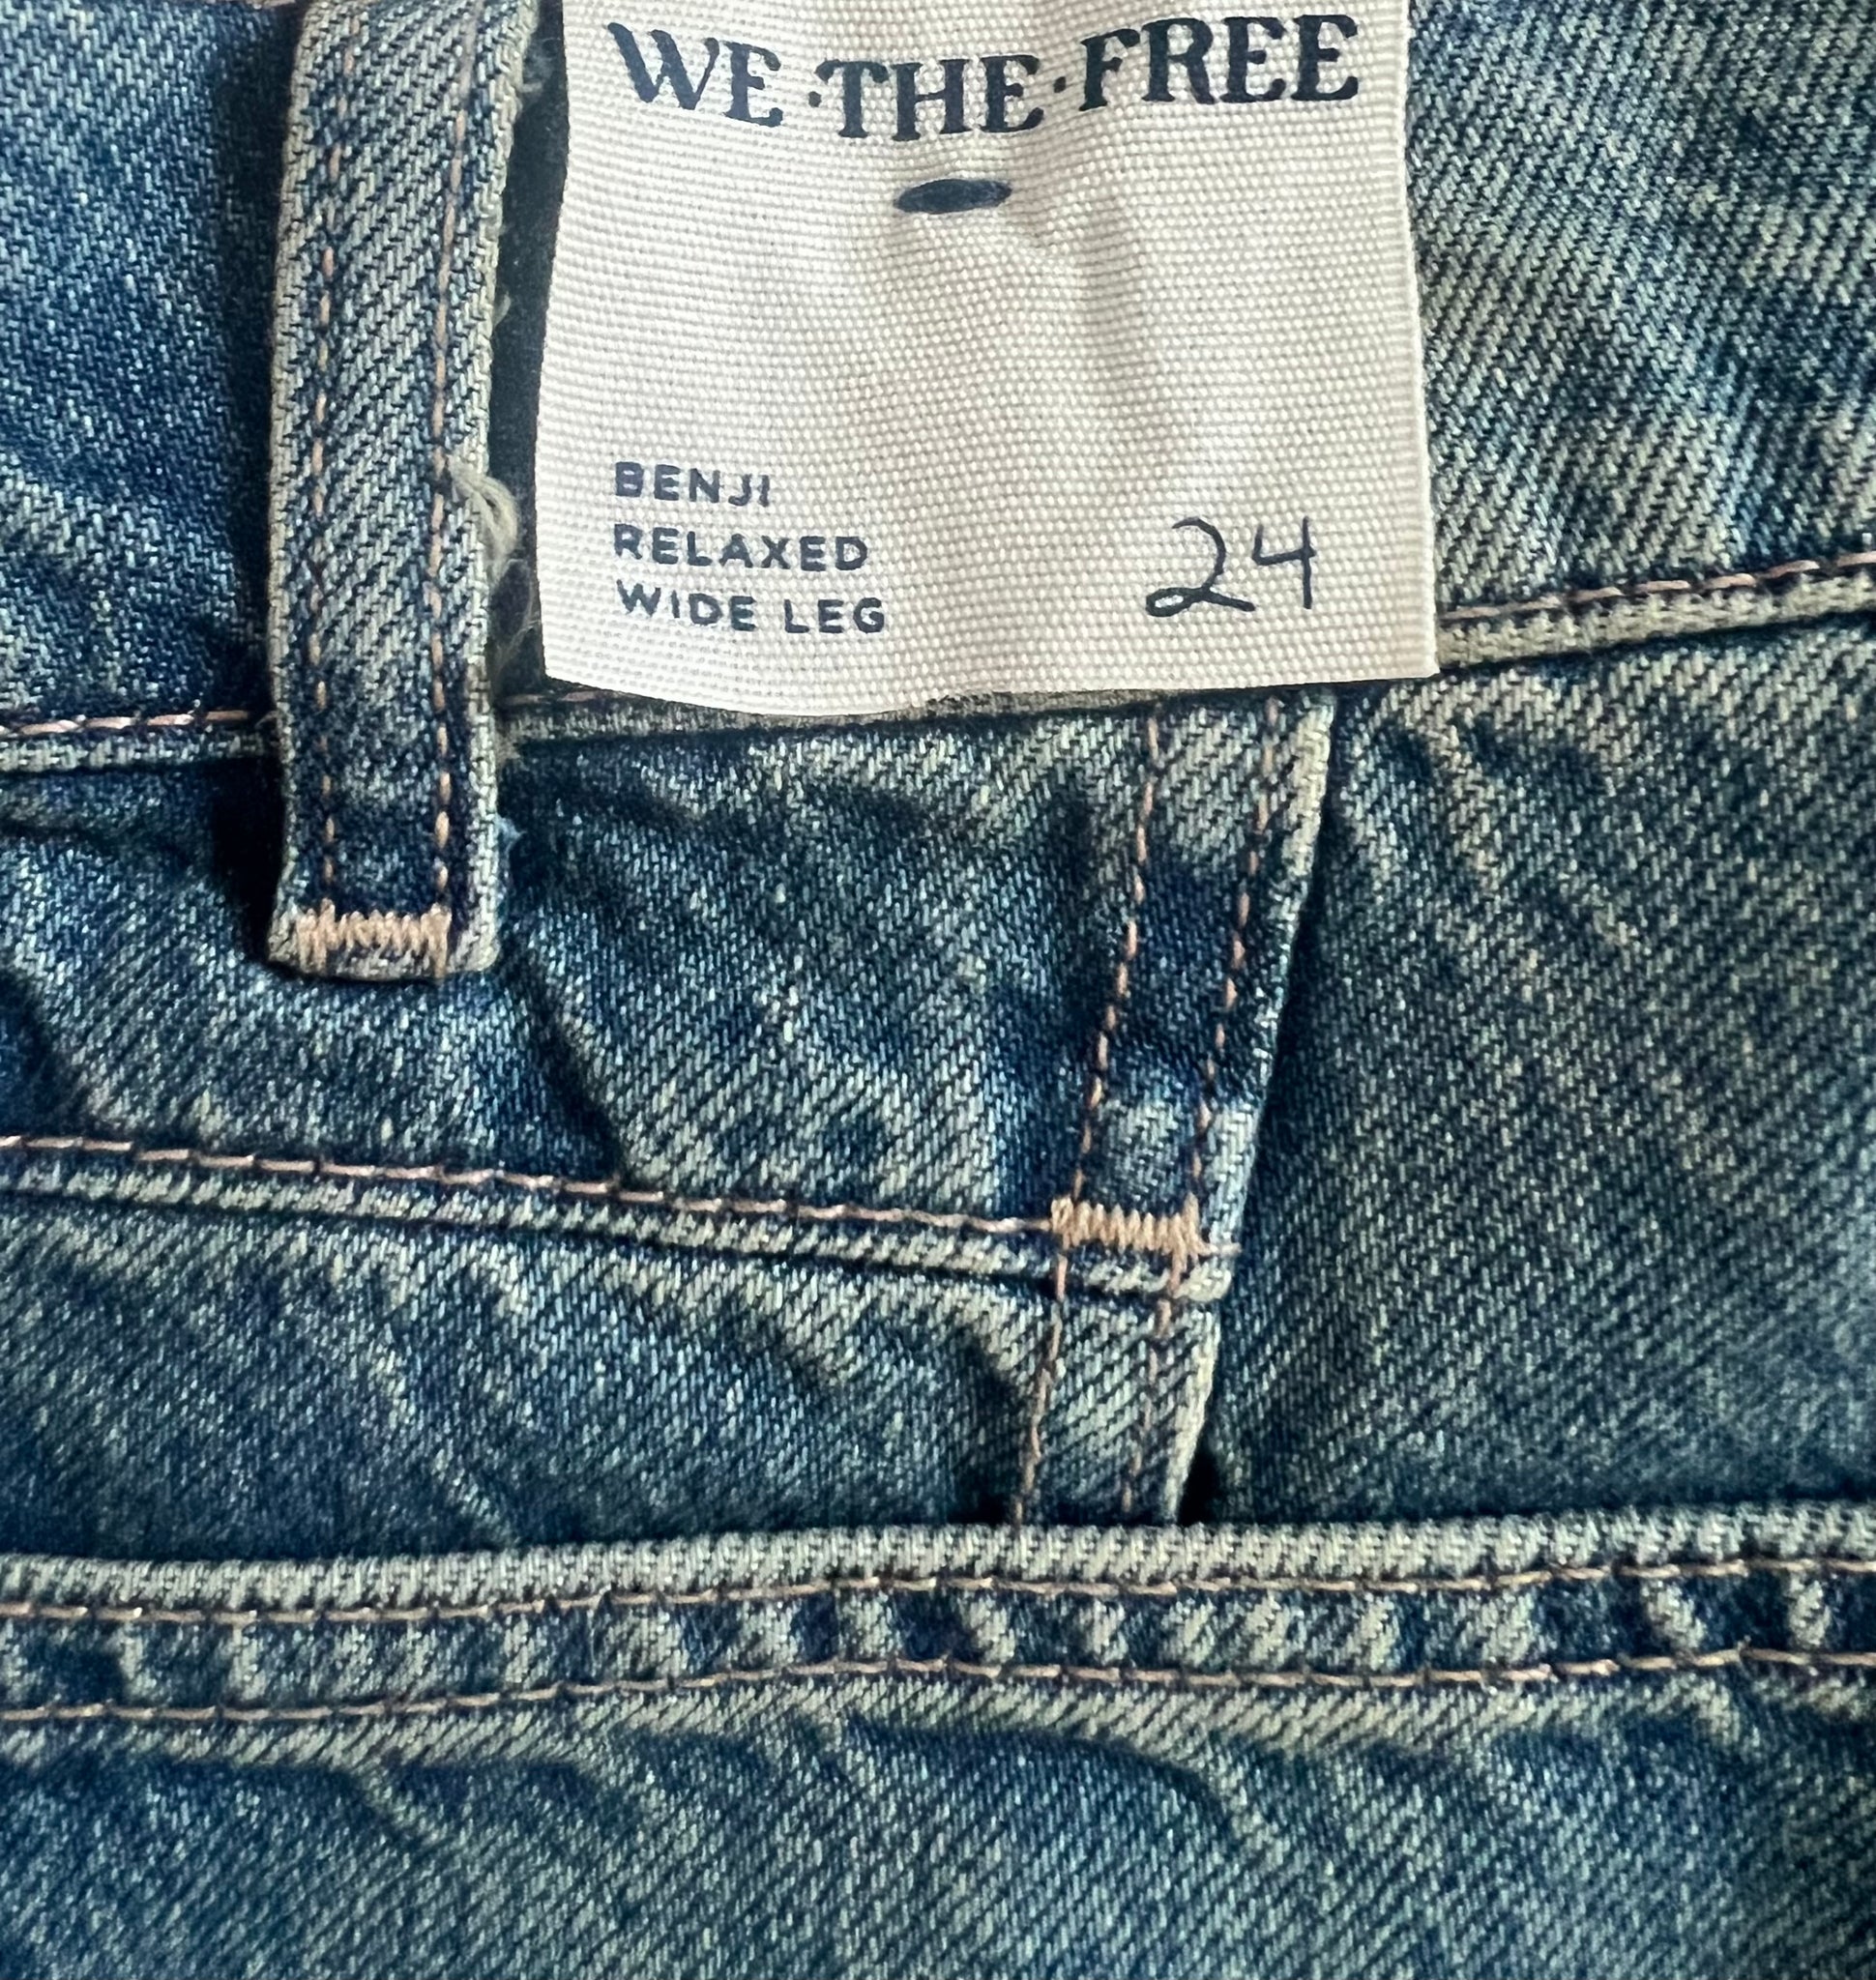 WE·THE·FREE
BENJI
RELAXED
WIDE LEG
24